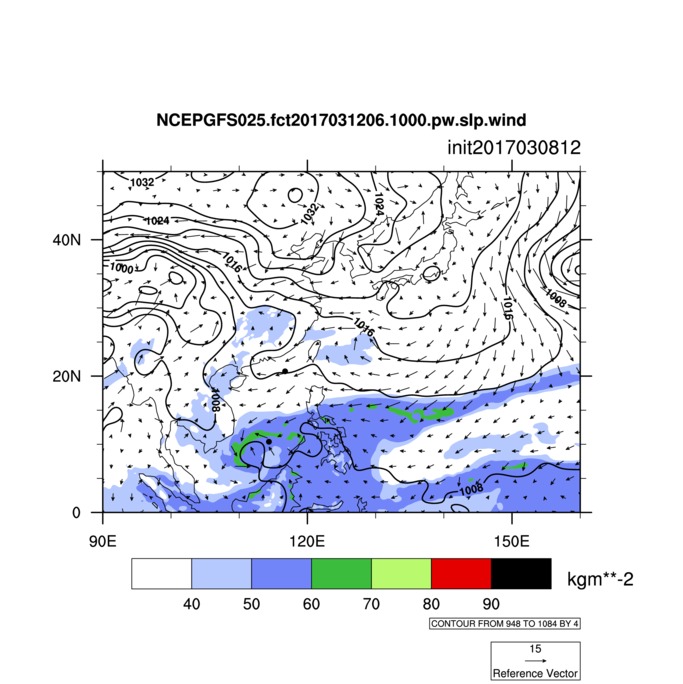 NCEPGFS025.fct2017031206.1000.pw.slp.wind
init2017030812
1032
1032
1024
1024
1016
1000
1008
1016
1016
1008
1008
40N
20N
0
90E
120E
150E
40 50 60 70 80 90
kgm**-2
CONTOUR FROM 948 TO 1084 BY 4
15
Reference Vector